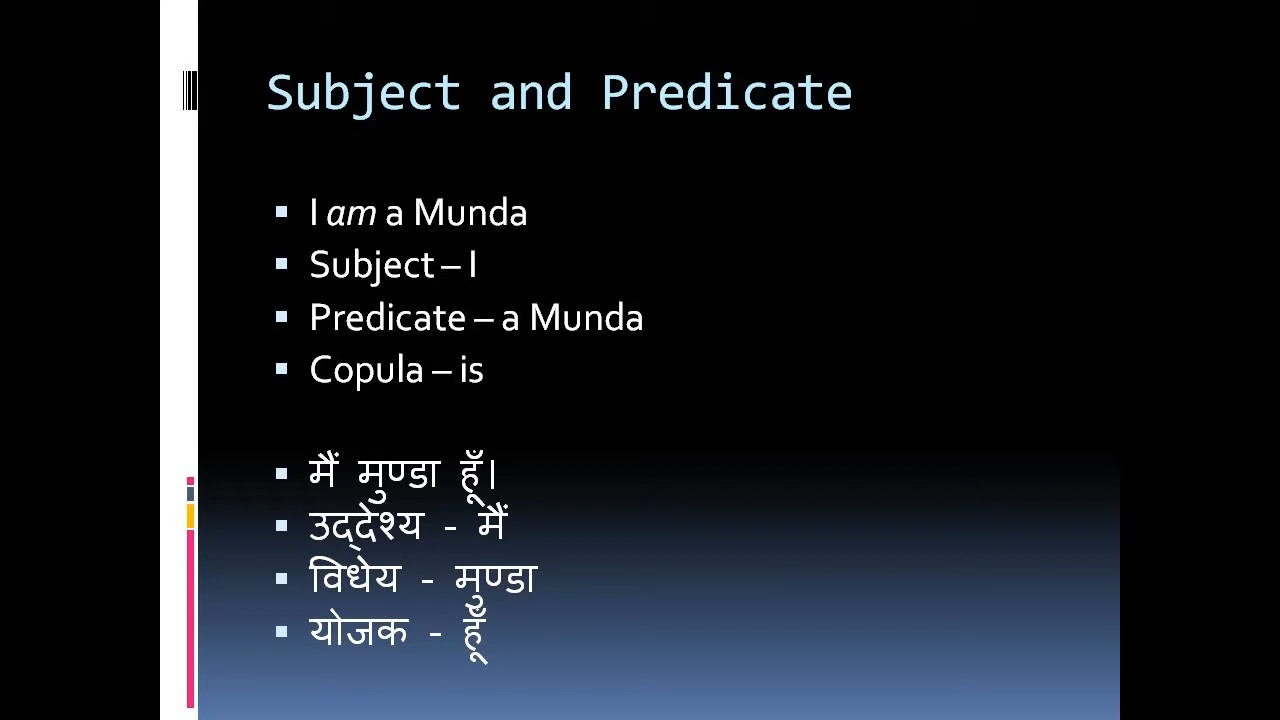 Subject and Predicate
I am a Munda
Subject – I
Predicate – a Munda
Copula – is
मैं मुण्डा हूँ।
उद्देश्य - मैं
विधेय - मुण्डा
योजक - हूँ